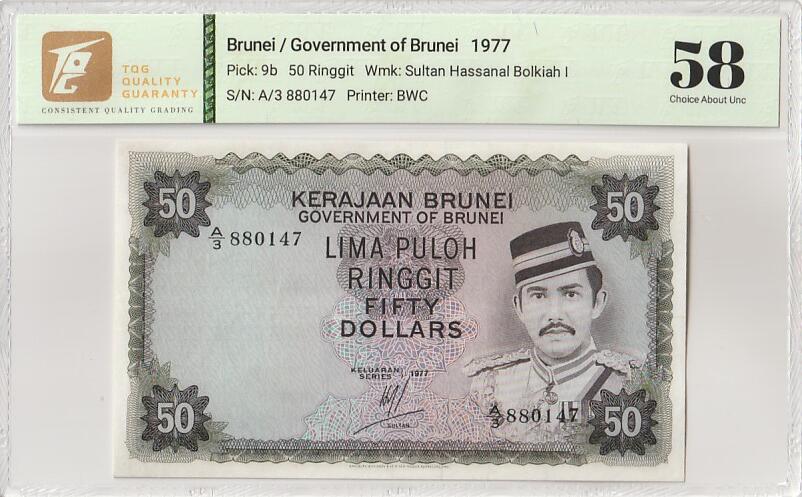 TQG
QUALITY
GUARANTY
CONSISTENT QUALITY GRADING
Brunei / Government of Brunei 1977
Pick: 9b 50 Ringgit Wmk: Sultan Hassanal Bolkiah I
S/N: A/3 880147 Printer: BWC
58
Choice About Unc
50
50
KERAJAAN BRUNEI
GOVERNMENT OF BRUNEI
A/3 880147
LIMA PULOH
RINGGIT
FIFTY
DOLLARS
KELUARAN
SERIES 1977
SULTAN
A/3 880147
50
50